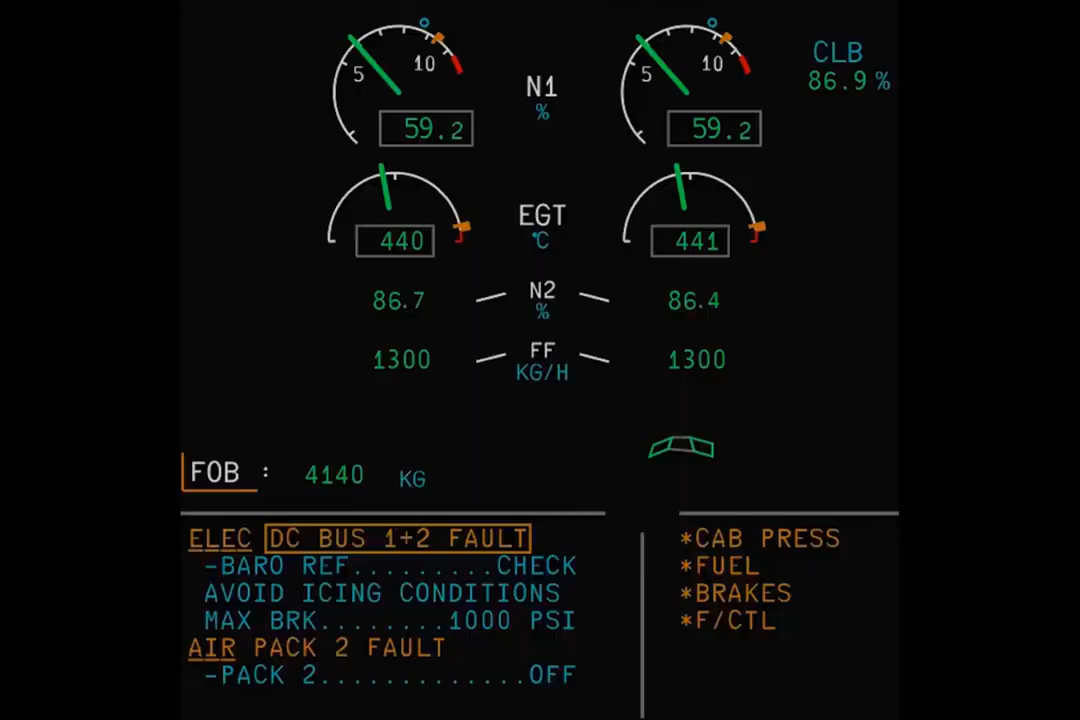 5 10 5 10 CLB
N1 86.9 %
%
59.2 59.2
EGT
°C
440 441
86.7 N2 86.4
%
1300 FF 1300
KG/H
FOB : 4140 KG
ELEC DC BUS 1+2 FAULT
-BARO REF.........CHECK
AVOID ICING CONDITIONS
MAX BRK........1000 PSI
AIR PACK 2 FAULT
-PACK 2.............OFF
*CAB PRESS
*FUEL
*BRAKES
*F/CTL